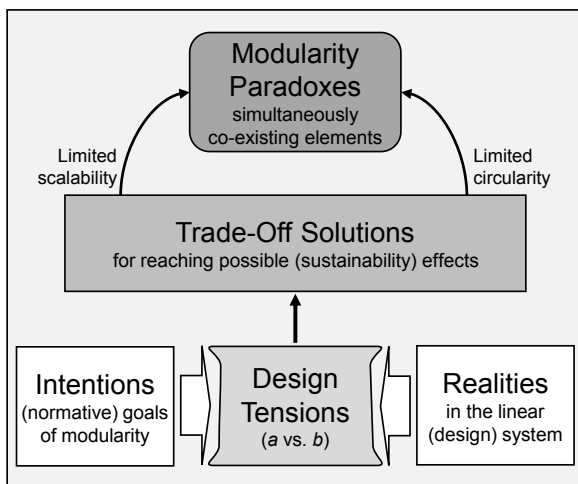 Modularity
Paradoxes
simultaneously
co-existing elements
Limited
scalability
Limited
circularity
Trade-Off Solutions
for reaching possible (sustainability) effects
Intentions
(normative) goals
of modularity
Design
Tensions
(a vs. b)
Realities
in the linear
(design) system